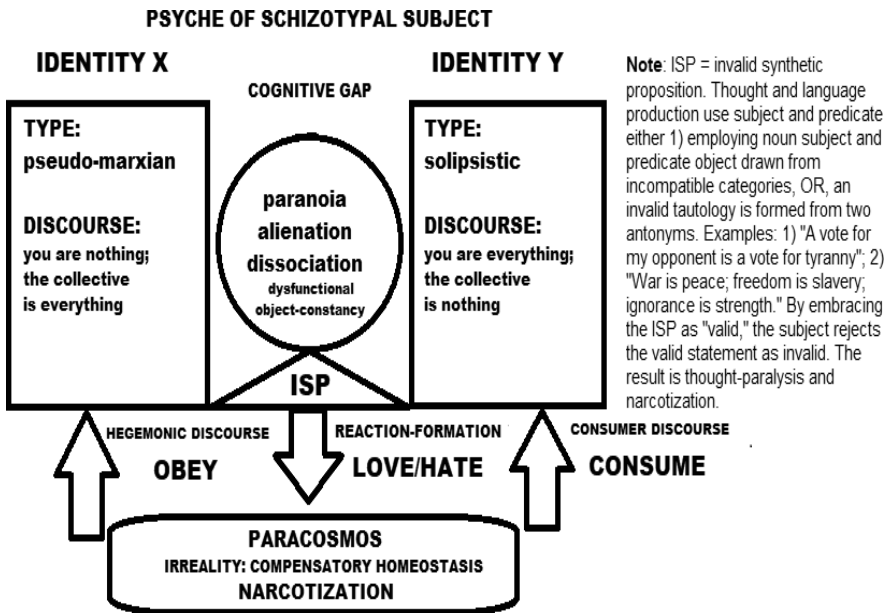 PSYCHE OF SCHIZOTYPAL SUBJECT
IDENTITY X
TYPE:
pseudo-marxian
DISCOURSE:
you are nothing;
the collective
is everything
COGNITIVE GAP
paranoia
alienation
dissociation
dysfunctional
object-constancy
ISP
IDENTITY Y
TYPE:
solipsistic
DISCOURSE:
you are everything;
the collective
is nothing
Note: ISP = invalid synthetic
proposition. Thought and language
production use subject and predicate
either 1) employing noun subject and
predicate object drawn from
incompatible categories, OR, an
invalid tautology is formed from two
antonyms. Examples: 1) "A vote for
my opponent is a vote for tyranny"; 2)
"War is peace; freedom is slavery;
ignorance is strength." By embracing
the ISP as "valid," the subject rejects
the valid statement as invalid. The
result is thought-paralysis and
narcotization.
HEGEMONIC DISCOURSE
OBEY
REACTION-FORMATION
LOVE/HATE
CONSUMER DISCOURSE
CONSUME
PARACOSMOS
IRREALITY: COMPENSATORY HOMEOSTASIS
NARCOTIZATION